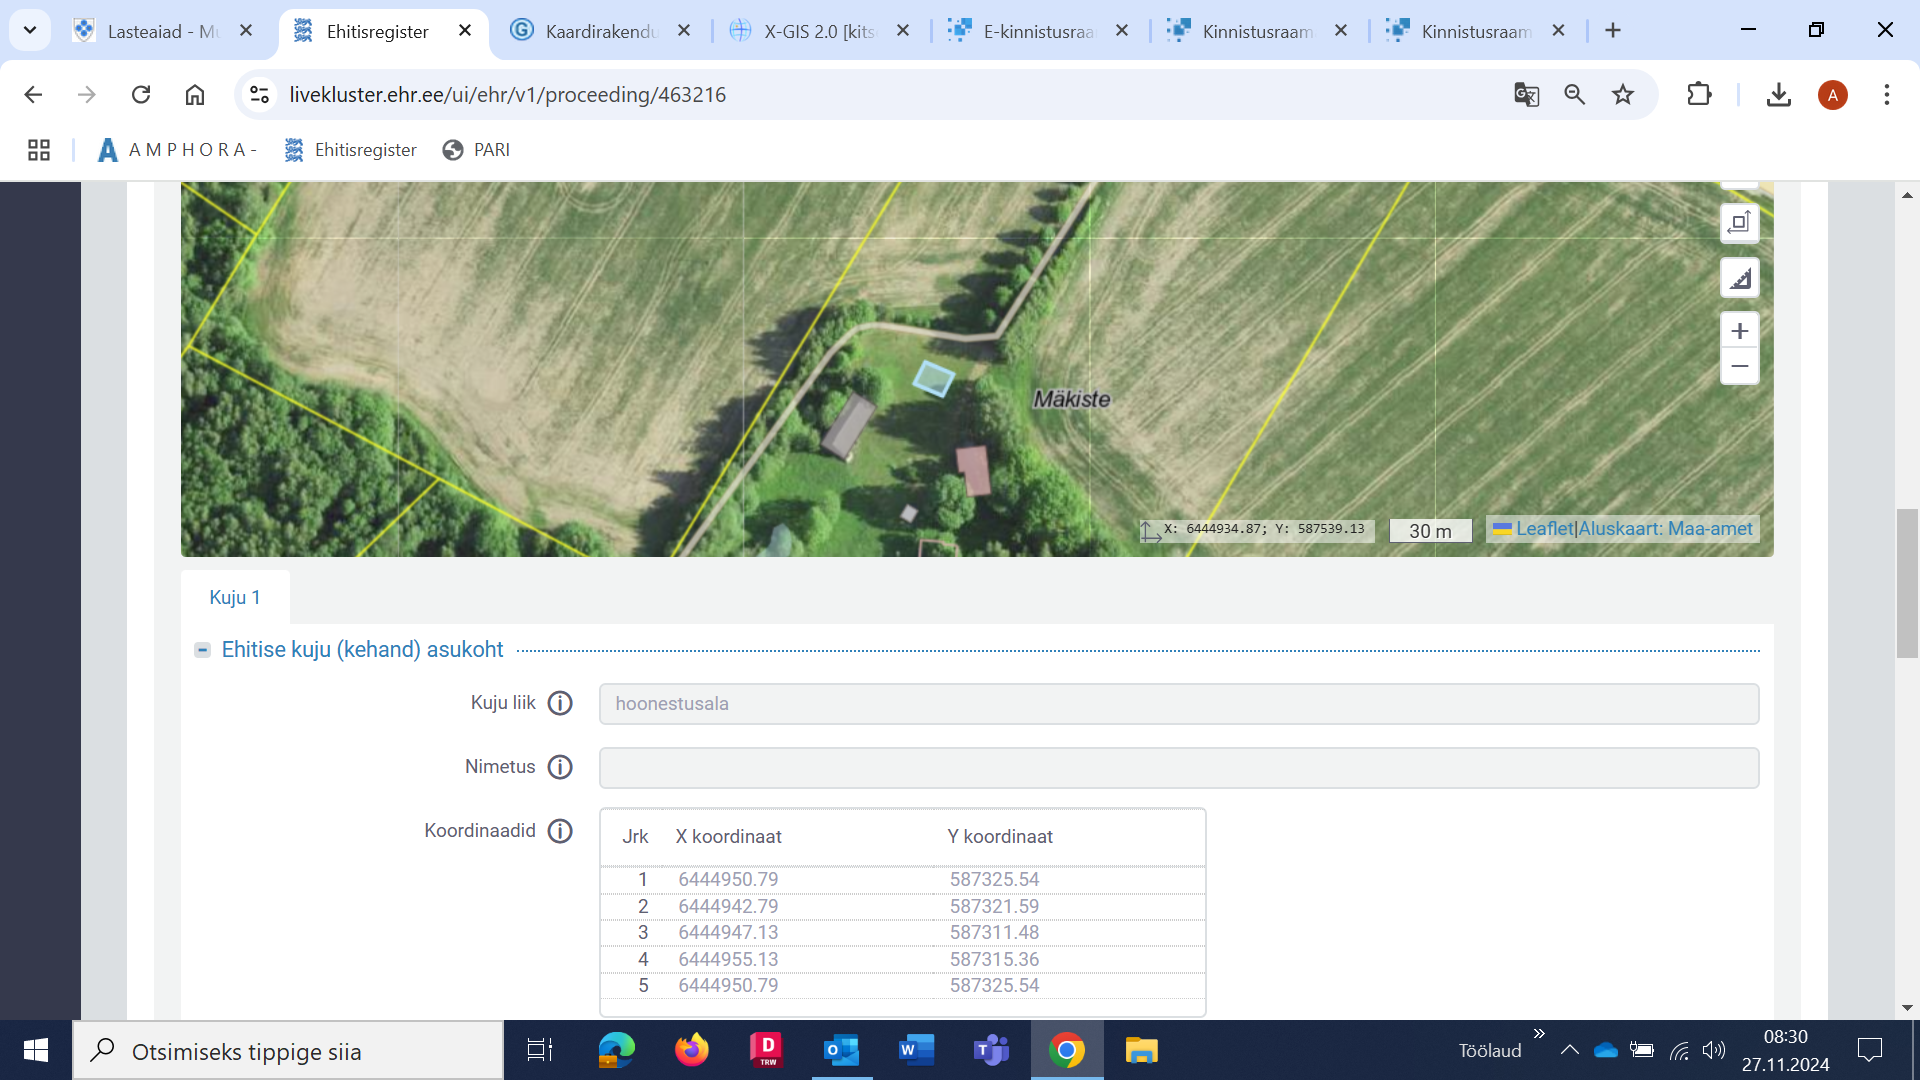 Lasteaiad - Mu
Ehitisregister
Kaardirakendu
X-GIS 2.0 [kits
E-kinnistusraa
Kinnistusraam
Kinnistusraam
livekluster.ehr.ee/ui/ehr/v1/proceeding/463216
A
A M P H O R A -
Ehitisregister
PARI
Mäkiste
X: 6444934.87; Y: 587539.13
30 m
Leaflet|Aluskaart: Maa-amet
Kuju 1
Ehitise kuju (kehand) asukoht
Kuju liik
hoonestusala
Nimetus
Koordinaadid
Jrk X koordinaat Y koordinaat
1 6444950.79 587325.54
2 6444942.79 587321.59
3 6444947.13 587311.48
4 6444955.13 587315.36
5 6444950.79 587325.54
Otsimiseks tippige siia
Töölaud
08:30
27.11.2024